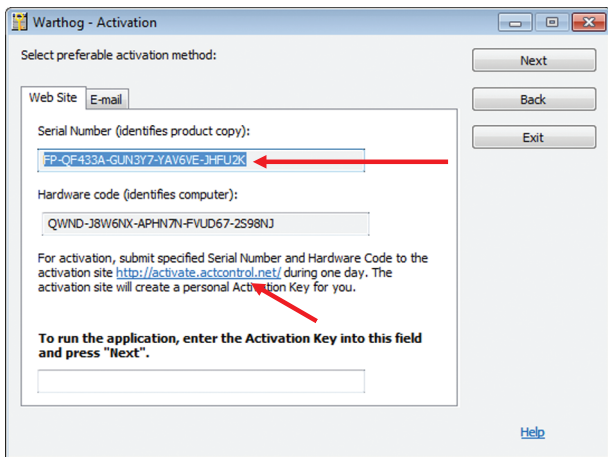 Warthog - Activation
Select preferable activation method:
Next
Web Site E-mail
Back
Serial Number (identifies product copy):
Exit
FP-QF433A-GUN3Y7-YAV6VE-JHFU2K
Hardware code (identifies computer):
QWND-J8W6NX-APHN7N-FVUD67-2S98NJ
For activation, submit specified Serial Number and Hardware Code to the
activation site http://activate.actcontrol.net/ during one day. The
activation site will create a personal Activation Key for you.
To run the application, enter the Activation Key into this field
and press "Next".
Help